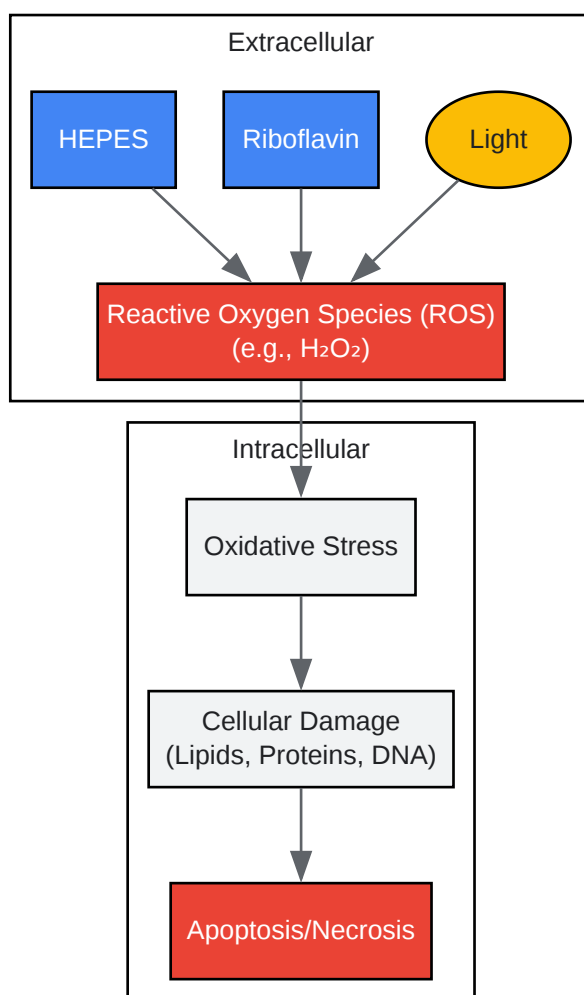 Extracellular
HEPES
Riboflavin
Light
Reactive Oxygen Species (ROS)
(e.g., H₂O₂)
Intracellular
Oxidative Stress
Cellular Damage
(Lipids, Proteins, DNA)
Apoptosis/Necrosis